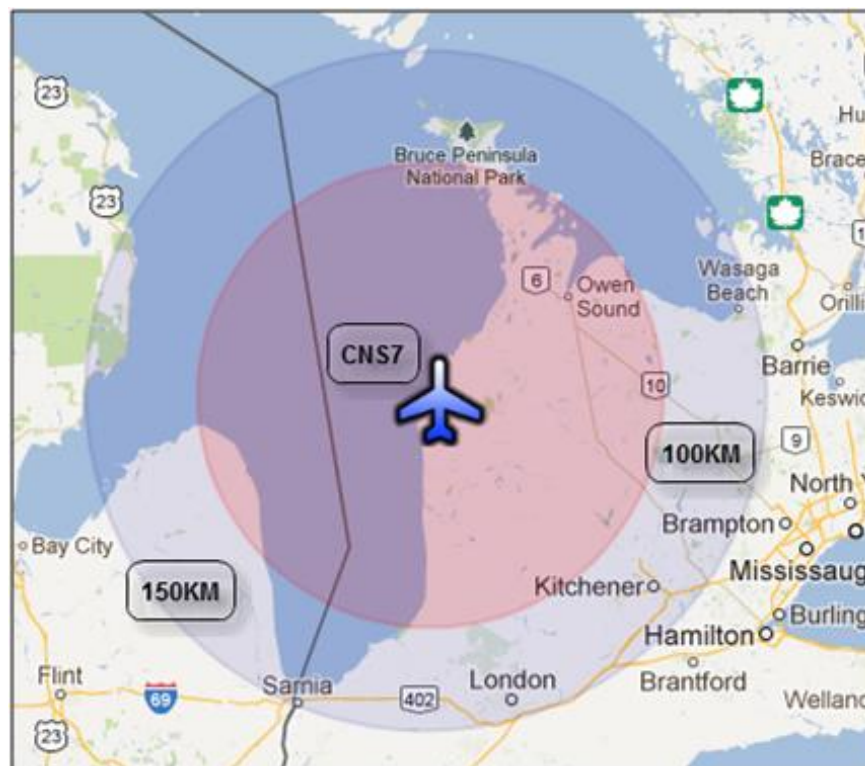 23
Hu
Bruce Peninsula
National Park
Brace
23
6
Owen
Sound
Wasaga
Beach
Orilli
CNS7
Barrie
10
Keswic
9
100KM
North Y
Bay City
Brampton
Mississaug
150KM
Kitchener
Burling
Hamilton
Flint
69
Sarnia
402
London
Brantford
Wellanc
23